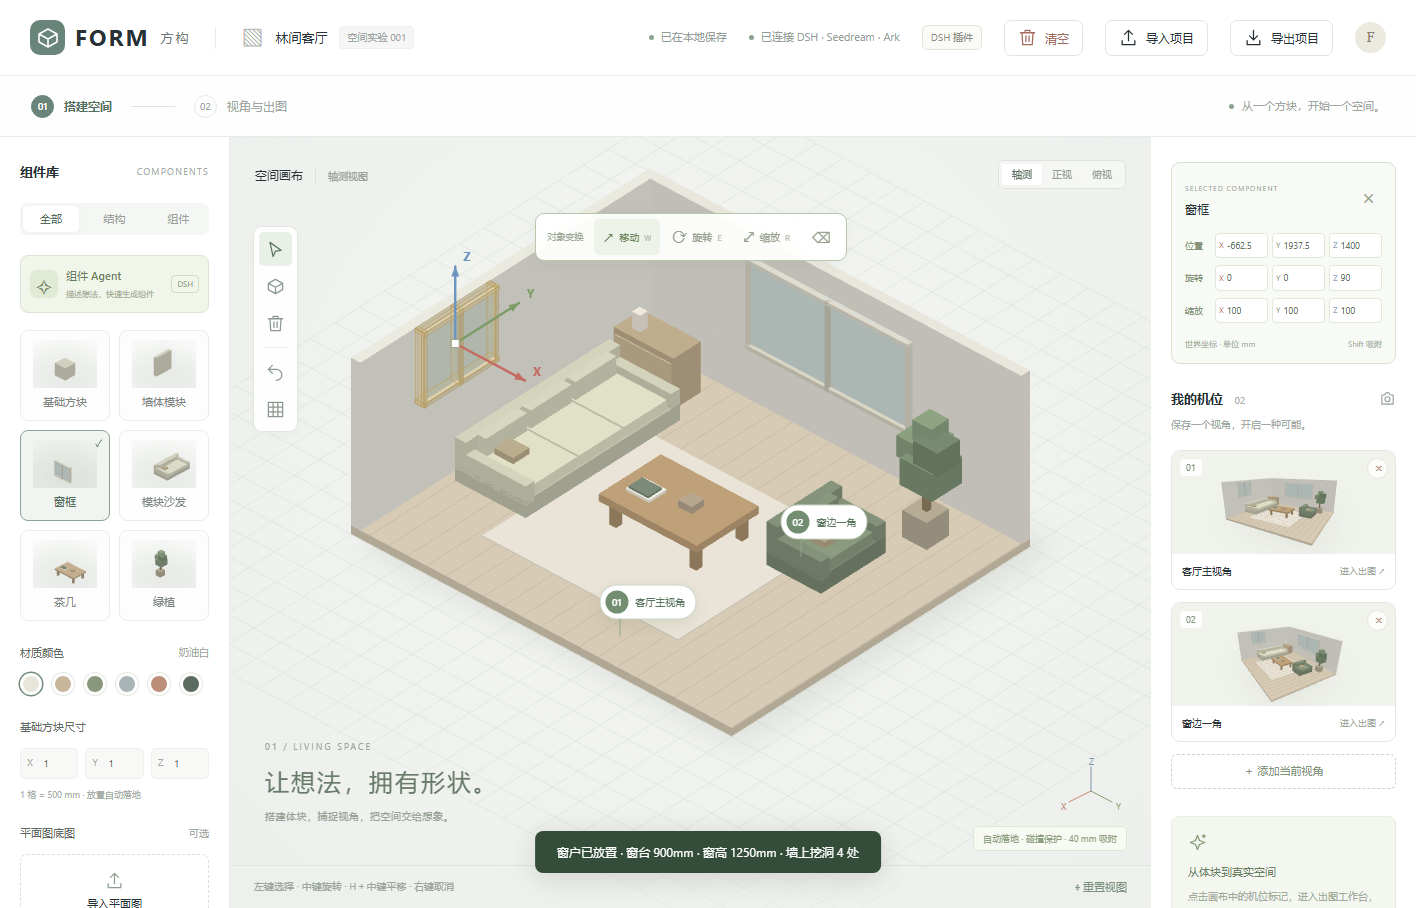 FORM 方构
林间客厅
空间实验 001
已在本地保存
已连接 DSH · Seedream · Ark
DSH 插件
清空
导入项目
导出项目
F
01 搭建空间
02 视角与出图
从一个方块，开始一个空间。
组件库
COMPONENTS
全部
结构
组件
组件 Agent
描述想法，快速生成组件
DSH
基础方块
墙体模块
窗框
模块沙发
茶几
绿植
材质颜色
奶油白
基础方块尺寸
X 1
Y 1
Z 1
1 格 = 500 mm · 放置自动落地
平面图底图
可选
导入平面图
空间画布
轴测视图
对象变换
移动 W
旋转 E
缩放 R
轴测
正视
俯视
Z
Y
X
02 窗边一角
01 客厅主视角
01 / LIVING SPACE
让想法，拥有形状。
搭建体块，捕捉视角，把空间交给想象。
Z
X
Y
自动落地 · 碰撞保护 · 40 mm 吸附
窗户已放置 · 窗台 900mm · 窗高 1250mm · 墙上挖洞 4 处
左键选择 · 中键旋转 · H + 中键平移 · 右键取消
重置视图
SELECTED COMPONENT
窗框
位置 X -662.5 Y 1937.5 Z 1400
旋转 X 0 Y 0 Z 90
缩放 X 100 Y 100 Z 100
世界坐标 · 单位 mm
Shift 吸附
我的机位 02
保存一个视角，开启一种可能。
01
客厅主视角
进入出图 ↗
02
窗边一角
进入出图 ↗
+ 添加当前视角
从体块到真实空间
点击画布中的机位标记，进入出图工作台，